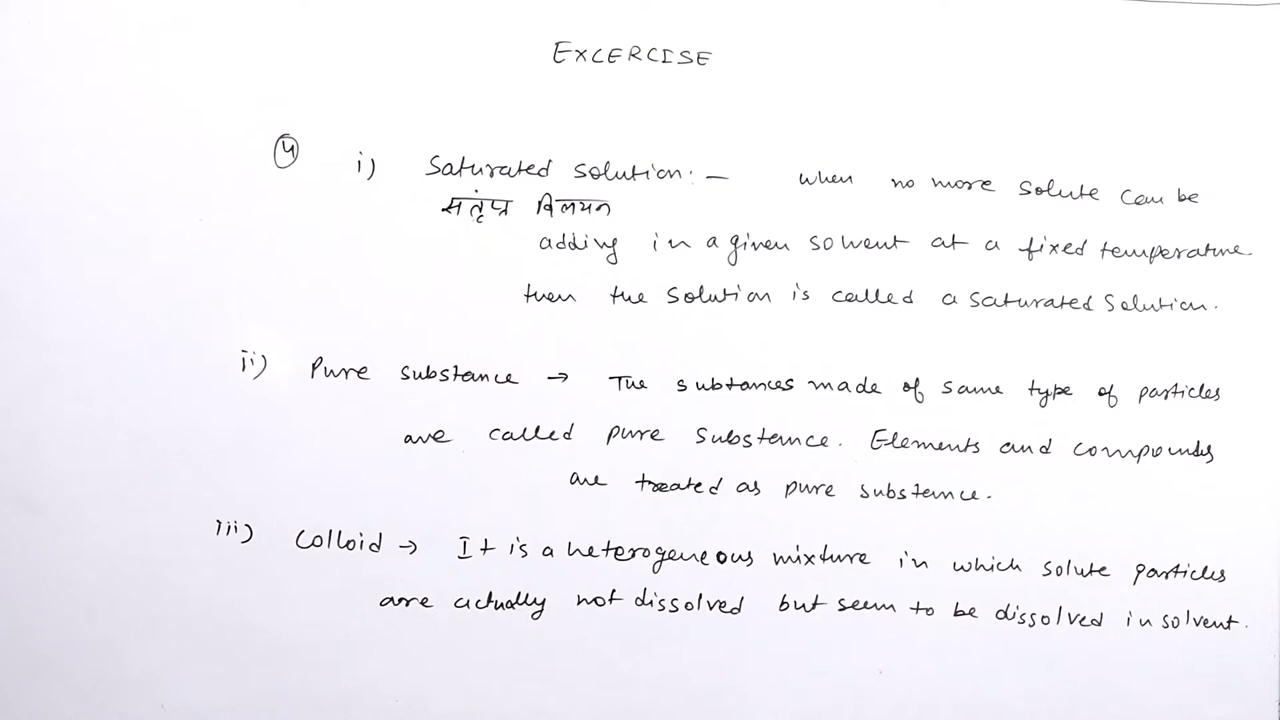 EXCERCISE
④ i) Saturated solution: — when no more solute can be
संतृप्त विलयन
adding in a given solvent at a fixed temperature
then the solution is called a saturated solution.
ii) Pure substance → The subtances made of same type of particles
are called pure substance. Elements and compounds
are treated as pure substance.
iii) Colloid → It is a heterogeneous mixture in which solute particles
are actually not dissolved but seem to be dissolved in solvent.